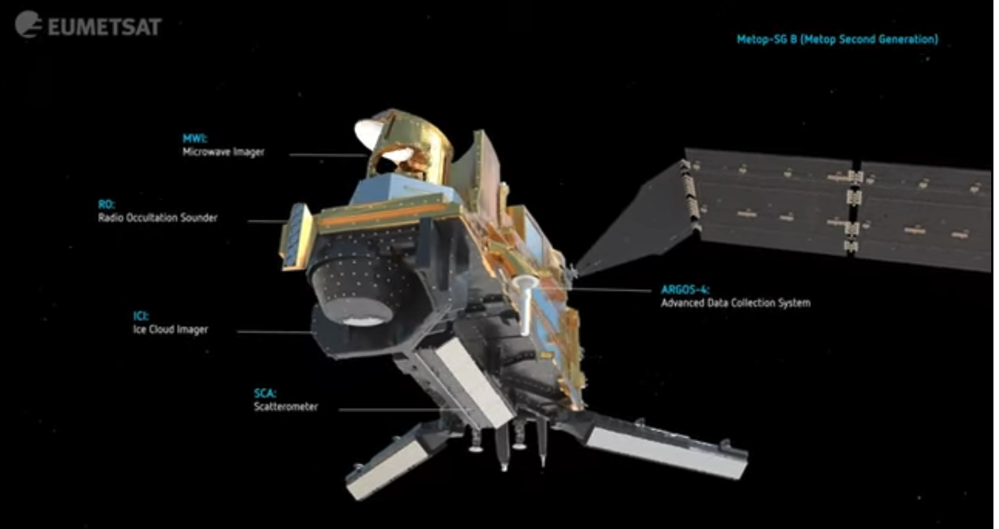 EUMETSAT
Metop-SG B (Metop Second Generation)
MWI:
Microwave Imager
RO:
Radio Occultation Sounder
ARGOS-4:
Advanced Data Collection System
ICI:
Ice Cloud Imager
SCA:
Scatterometer